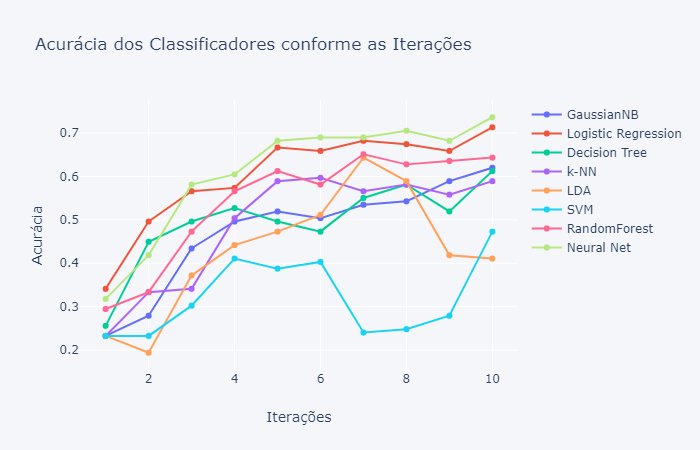 Acurácia dos Classificadores conforme as Iterações
GaussianNB
Logistic Regression
Decision Tree
k-NN
LDA
SVM
RandomForest
Neural Net
0.7
0.6
0.5
0.4
0.3
0.2
Acurácia
2 4 6 8 10
Iterações